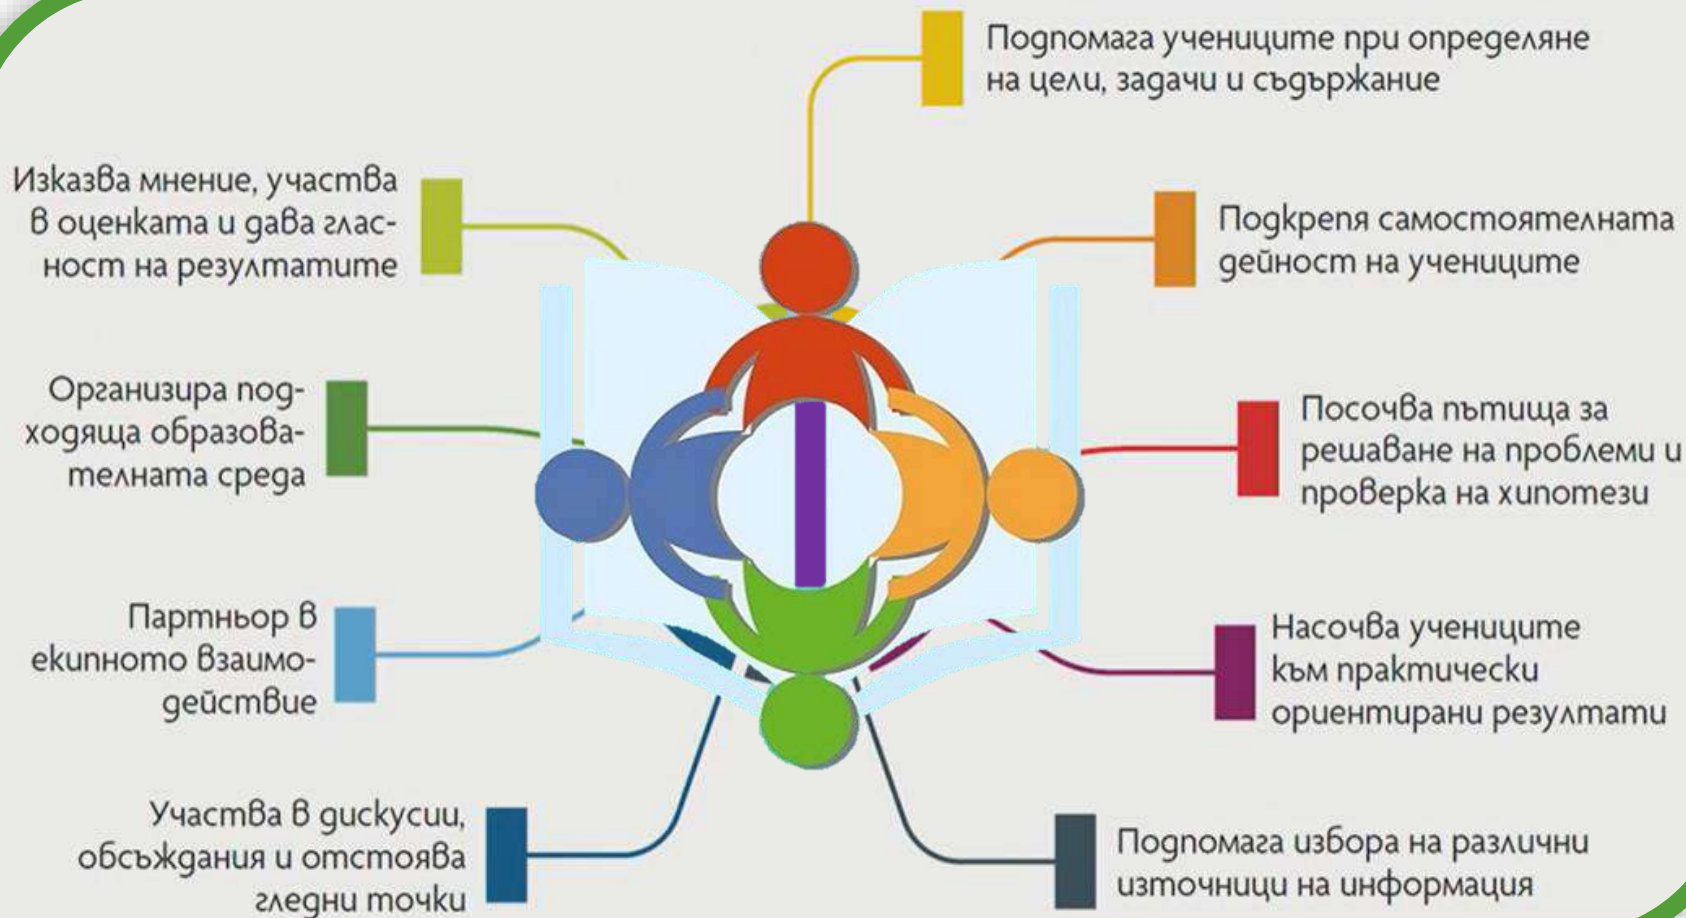 Подпомага учениците при определяне
на цели, задачи и съдържание
Подкрепя самостоятелната
дейност на учениците
Посочва пътища за
решаване на проблеми и
проверка на хипотези
Насочва учениците
към практически
ориентирани резултати
Подпомага избора на различни
източници на информация
Участва в дискусии,
обсъждания и отстоява
гледни точки
Партньор в
екипното взаимо-
действие
Организира под-
ходяща образова-
телната среда
Изказва мнение, участва
в оценката и дава глас-
ност на резултатите